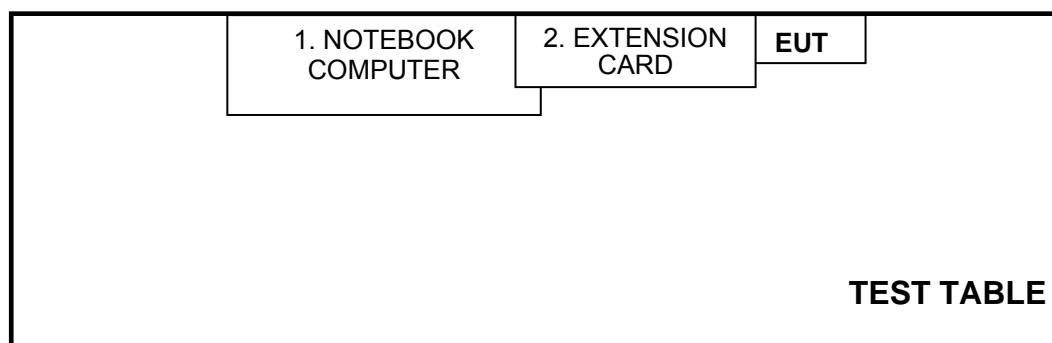 1. NOTEBOOK
COMPUTER
2. EXTENSION
CARD
EUT
TEST TABLE